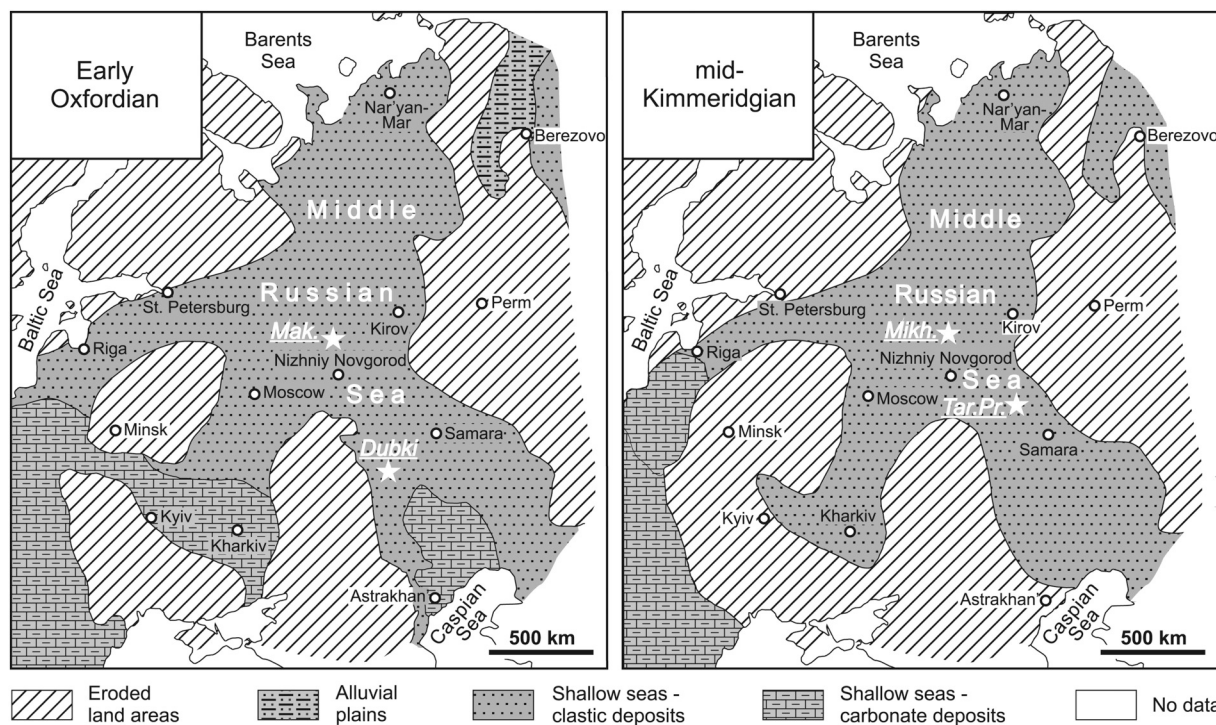 Early
Oxfordian
Barents
Sea
Nar'yan-
Mar
Berezovo
Middle
Baltic Sea
St. Petersburg
Russian
Perm
Mak.
Kirov
Riga
Nizhniy Novgorod
Moscow
Sea
Minsk
Dubki
Samara
Kyiv
Kharkiv
Astrakhan
Caspian
Sea
500 km
mid-
Kimmeridgian
Barents
Sea
Nar'yan-
Mar
Berezovo
Middle
Baltic Sea
St. Petersburg
Russian
Perm
Mikh.
Kirov
Riga
Nizhniy Novgorod
Sea
Moscow
Tar.Pr.
Minsk
Samara
Kyiv
Kharkiv
Astrakhan
Caspian
Sea
500 km
Eroded
land areas
Alluvial
plains
Shallow seas -
clastic deposits
Shallow seas -
carbonate deposits
No data